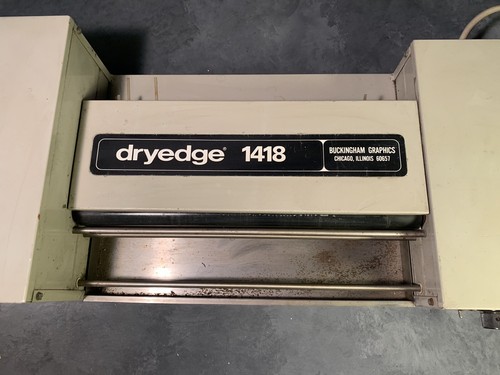 dryedge® 1418
BUCKINGHAM GRAPHICS
CHICAGO, ILLINOIS 60657